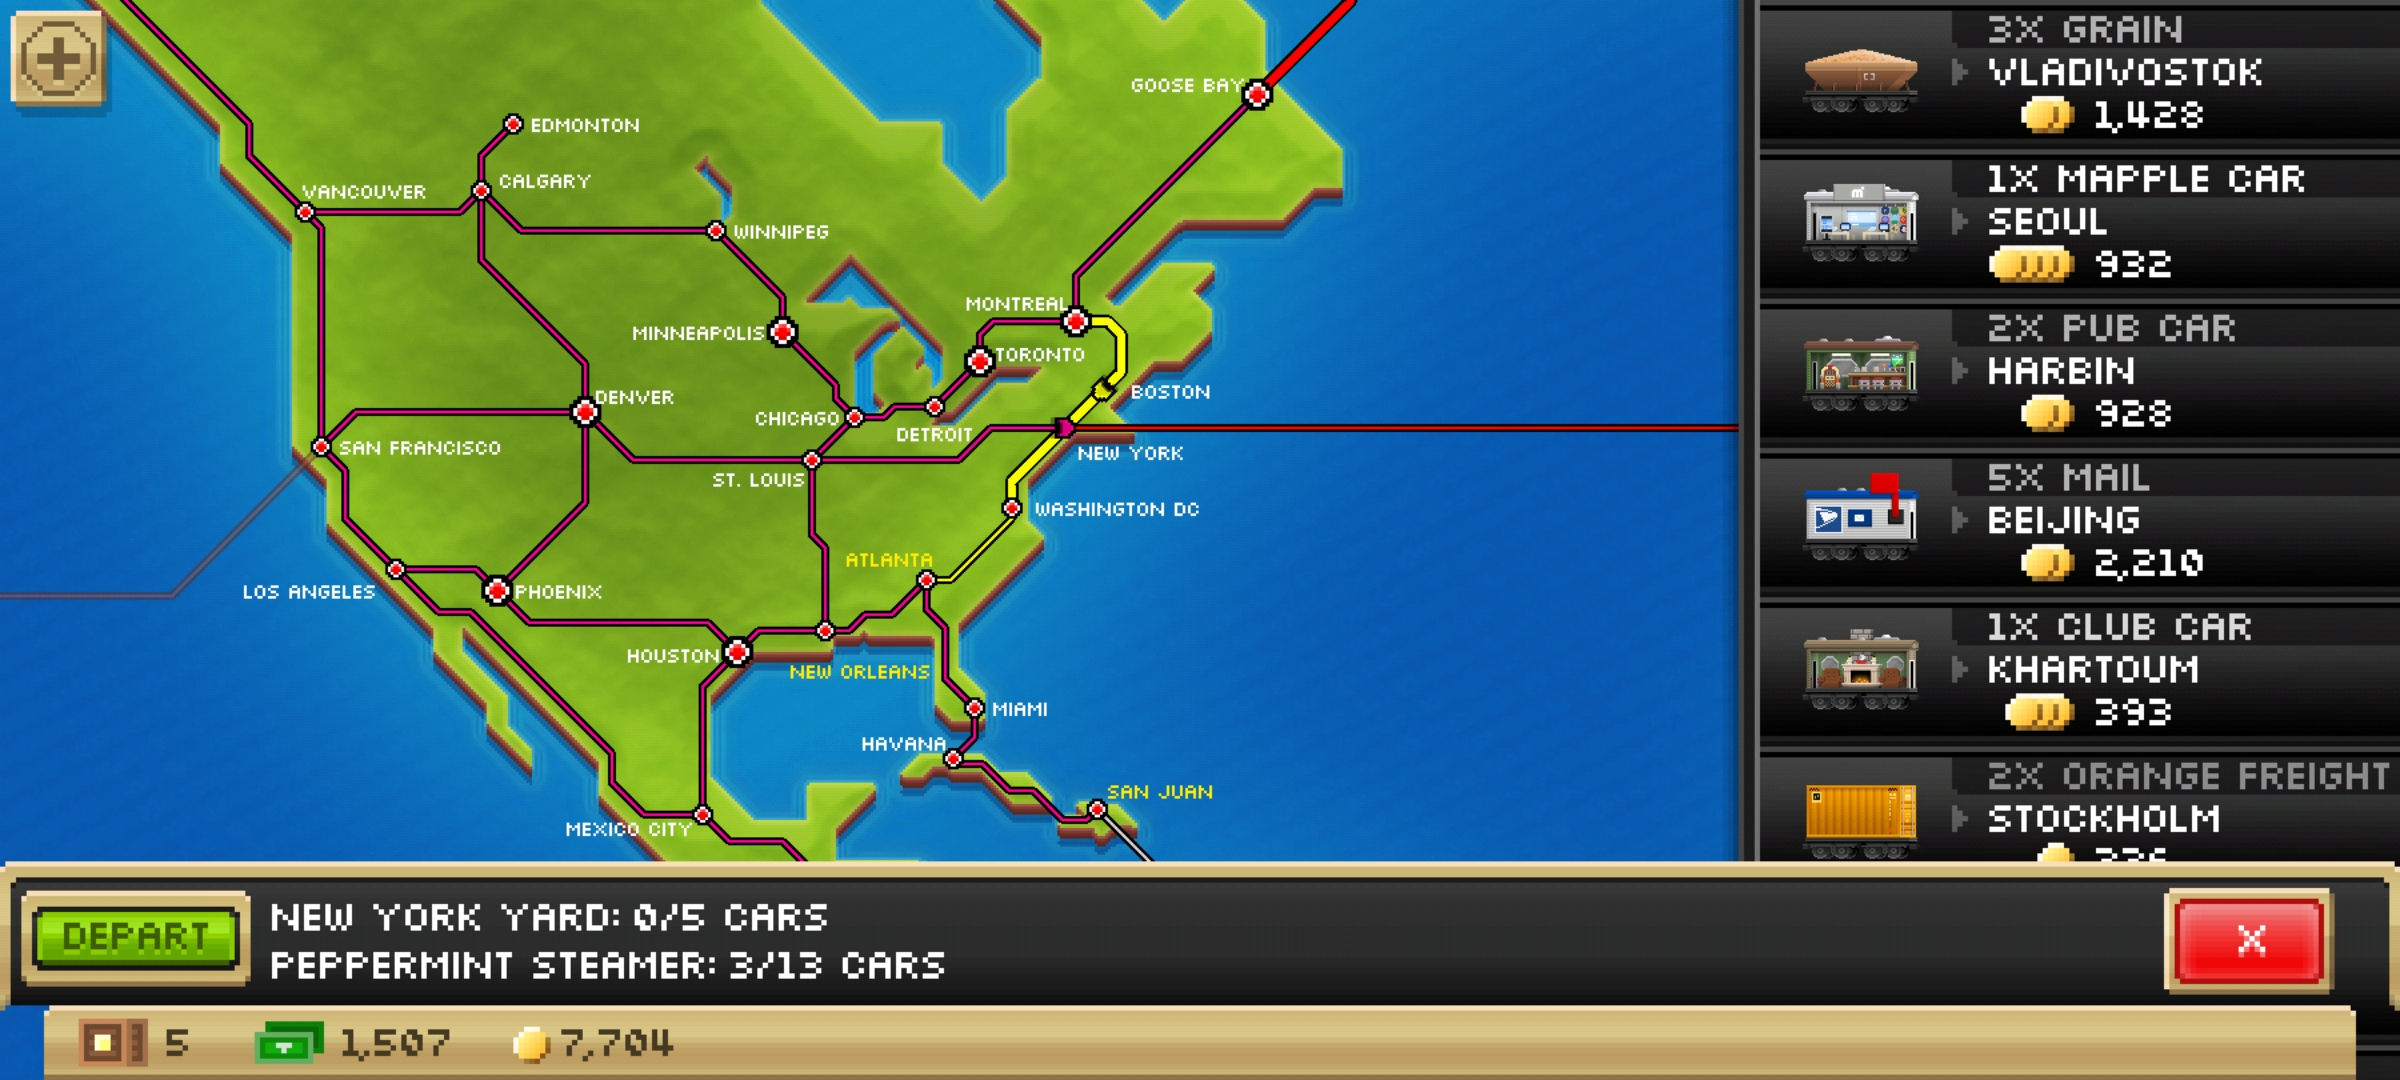 GOOSE BAY
EDMONTON
CALGARY
VANCOUVER
WINNIPEG
MONTREAL
MINNEAPOLIS
TORONTO
BOSTON
DENVER
CHICAGO
DETROIT
SAN FRANCISCO
NEW YORK
ST. LOUIS
WASHINGTON DC
ATLANTA
LOS ANGELES
PHOENIX
HOUSTON
NEW ORLEANS
MIAMI
HAVANA
SAN JUAN
MEXICO CITY
3X GRAIN
VLADIVOSTOK
1,428
m
1X MAPPLE CAR
SEOUL
932
2X PUB CAR
HARBIN
928
5X MAIL
BEIJING
2,210
1X CLUB CAR
KHARTOUM
393
2X ORANGE FREIGHT
STOCKHOLM
DEPART
NEW YORK YARD: 0/5 CARS
PEPPERMINT STEAMER: 3/13 CARS
X
5
1,507
7,704